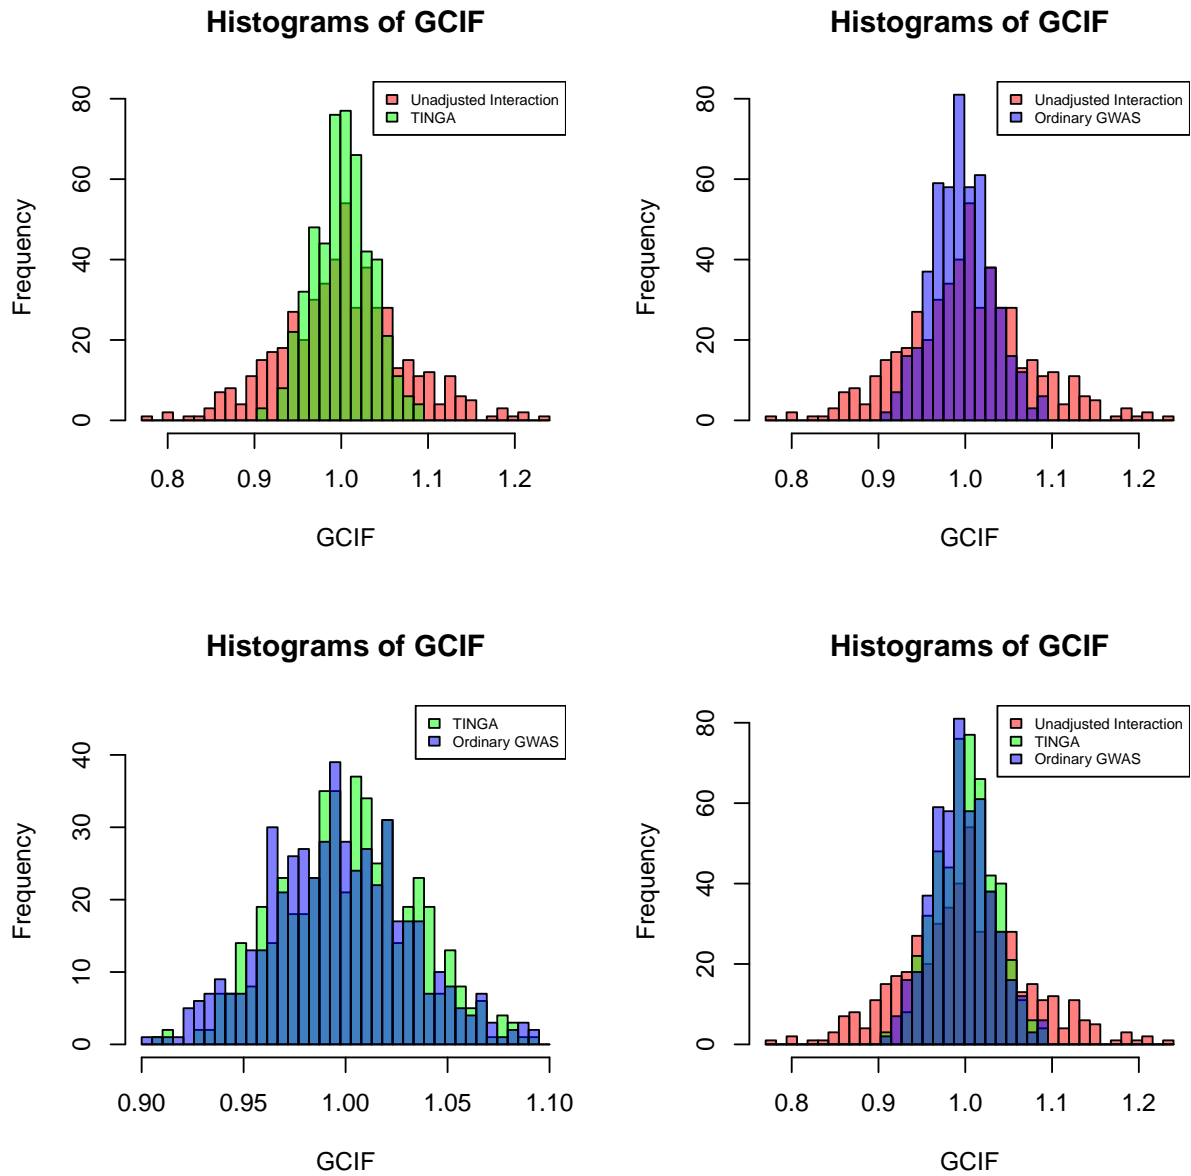 Histograms of GCIF
Unadjusted Interaction
TINGA
Frequency
0 20 40 60 80
0.8 0.9 1.0 1.1 1.2
GCIF
Histograms of GCIF
Unadjusted Interaction
Ordinary GWAS
Frequency
0 20 40 60 80
0.8 0.9 1.0 1.1 1.2
GCIF
Histograms of GCIF
TINGA
Ordinary GWAS
Frequency
0 10 20 30 40
0.90 0.95 1.00 1.05 1.10
GCIF
Histograms of GCIF
Unadjusted Interaction
TINGA
Ordinary GWAS
Frequency
0 20 40 60 80
0.8 0.9 1.0 1.1 1.2
GCIF